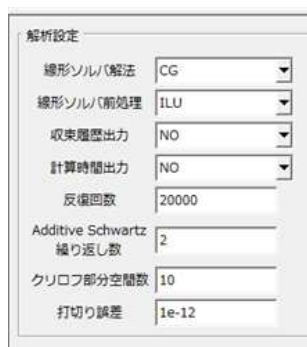 解析設定
線形ソルバ解法 CG
線形ソルバ前処理 ILU
収束履歴出力 NO
計算時間出力 NO
反復回数 20000
Additive Schwartz
繰り返し数 2
クリロフ部分空間数 10
打切り誤差 1e-12